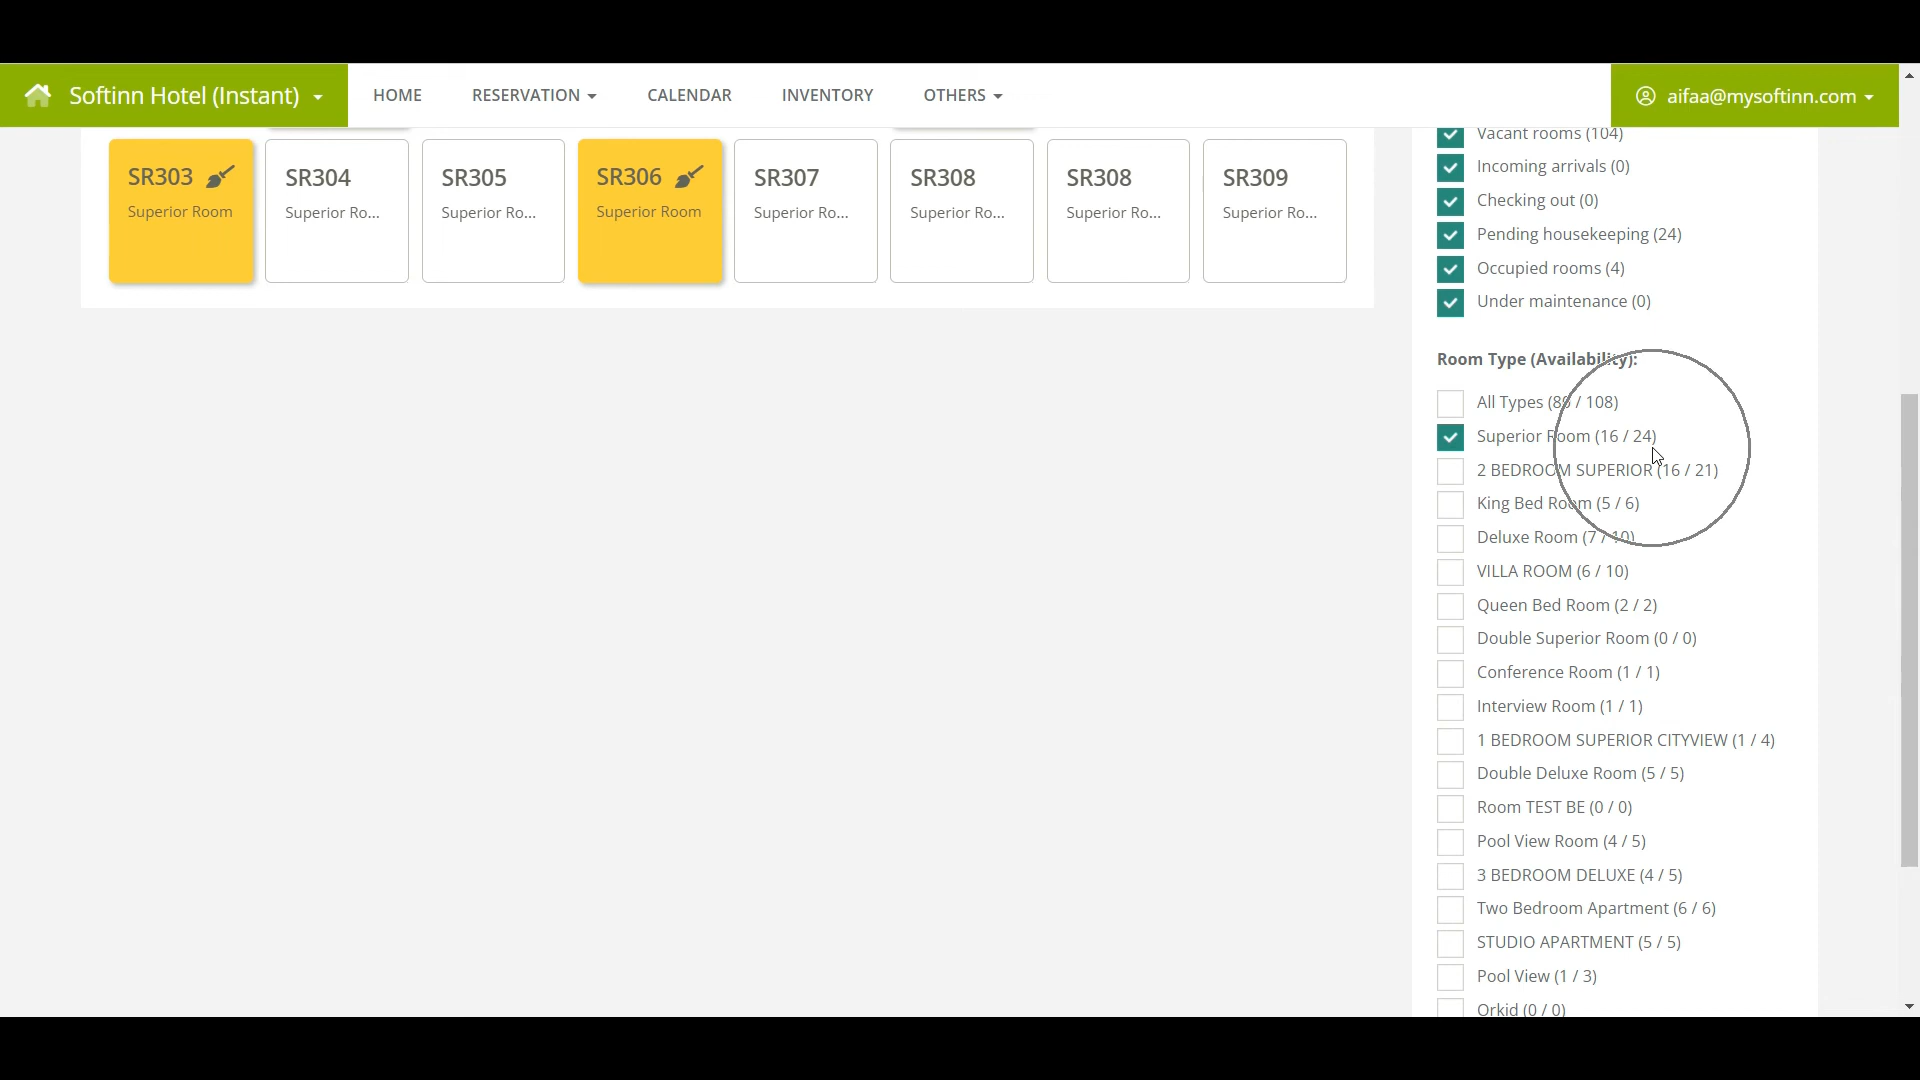 Softinn Hotel (Instant)
HOME
RESERVATION
CALENDAR
INVENTORY
OTHERS
aifaa@mysoftinn.com
SR303
Superior Room
SR304
Superior Ro...
SR305
Superior Ro...
SR306
Superior Room
SR307
Superior Ro...
SR308
Superior Ro...
SR308
Superior Ro...
SR309
Superior Ro...
Vacant rooms (104)
Incoming arrivals (0)
Checking out (0)
Pending housekeeping (24)
Occupied rooms (4)
Under maintenance (0)
Room Type (Availability):
All Types / 108)
Superior Room (16 / 24)
2 BEDROOM SUPERIOR (16 / 21)
King Bed Room (5 / 6)
Deluxe Room (7 / 10)
VILLA ROOM (6 / 10)
Queen Bed Room (2 / 2)
Double Superior Room (0 / 0)
Conference Room (1 / 1)
Interview Room (1 / 1)
1 BEDROOM SUPERIOR CITYVIEW (1 / 4)
Double Deluxe Room (5 / 5)
Room TEST BE (0 / 0)
Pool View Room (4 / 5)
3 BEDROOM DELUXE (4 / 5)
Two Bedroom Apartment (6 / 6)
STUDIO APARTMENT (5 / 5)
Pool View (1 / 3)
Orkid (0 / 0)